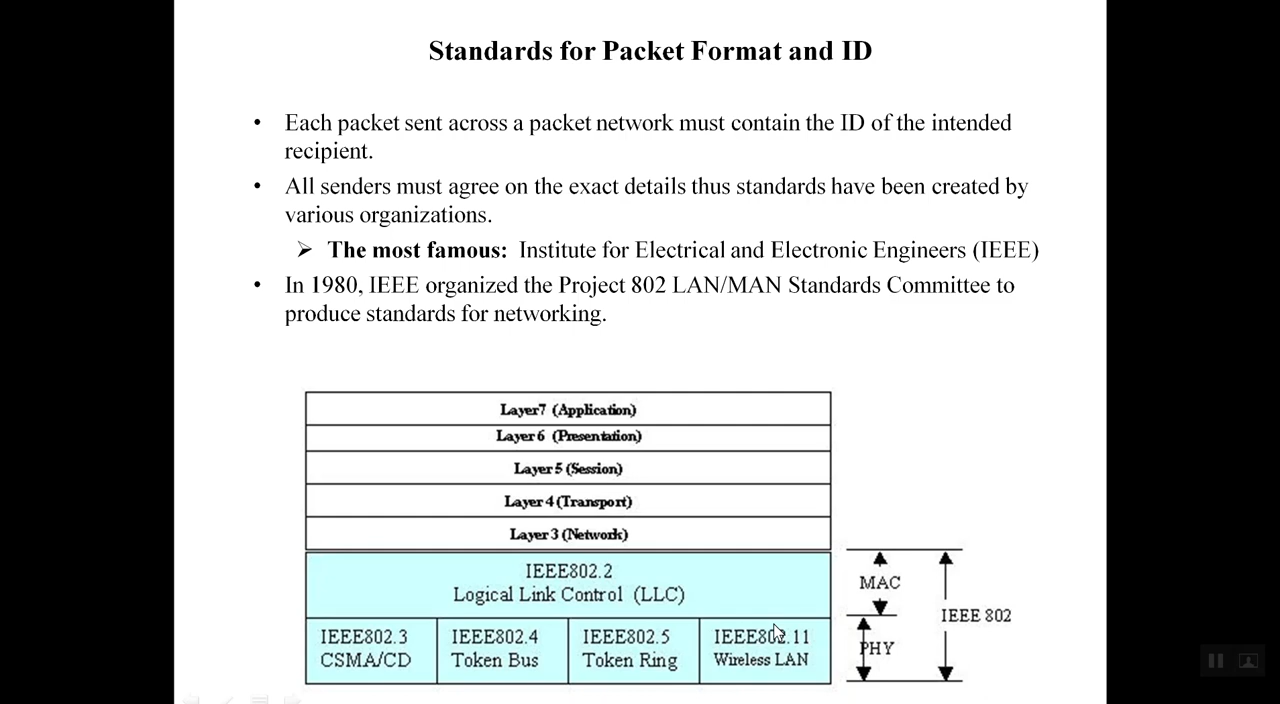 Standards for Packet Format and ID
• Each packet sent across a packet network must contain the ID of the intended
recipient.
• All senders must agree on the exact details thus standards have been created by
various organizations.
➢ The most famous: Institute for Electrical and Electronic Engineers (IEEE)
• In 1980, IEEE organized the Project 802 LAN/MAN Standards Committee to
produce standards for networking.
Layer7 (Application)
Layer 6 (Presentation)
Layer 5 (Session)
Layer 4 (Transport)
Layer 3 (Network)
IEEE802.2
Logical Link Control (LLC)
IEEE802.3
CSMA/CD
IEEE802.4
Token Bus
IEEE802.5
Token Ring
IEEE802.11
Wireless LAN
MAC
PHY
IEEE 802